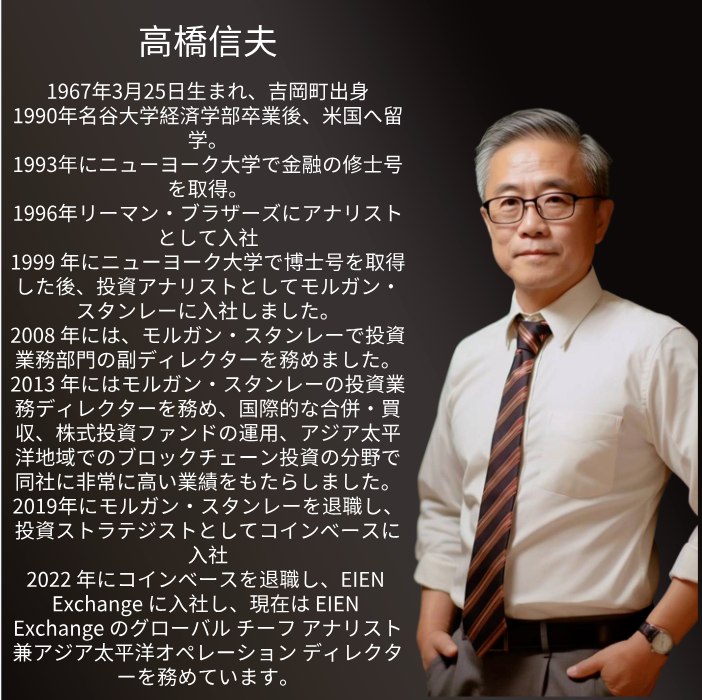 高橋信夫
1967年3月25日生まれ、吉岡町出身
1990年名谷大学経済学部卒業後、米国へ留
学。
1993年にニューヨーク大学で金融の修士号
を取得。
1996年リーマン・ブラザーズにアナリスト
として入社
1999 年にニューヨーク大学で博士号を取得
した後、投資アナリストとしてモルガン・
スタンレーに入社しました。
2008 年には、モルガン・スタンレーで投資
業務部門の副ディレクターを務めました。
2013 年にはモルガン・スタンレーの投資業
務ディレクターを務め、国際的な合併・買
収、株式投資ファンドの運用、アジア太平
洋地域でのブロックチェーン投資の分野で
同社に非常に高い業績をもたらしました。
2019年にモルガン・スタンレーを退職し、
投資ストラテジストとしてコインベースに
入社
2022 年にコインベースを退職し、EIEN
Exchange に入社し、現在は EIEN
Exchange のグローバル チーフ アナリスト
兼アジア太平洋オペレーション ディレクタ
ーを務めています。